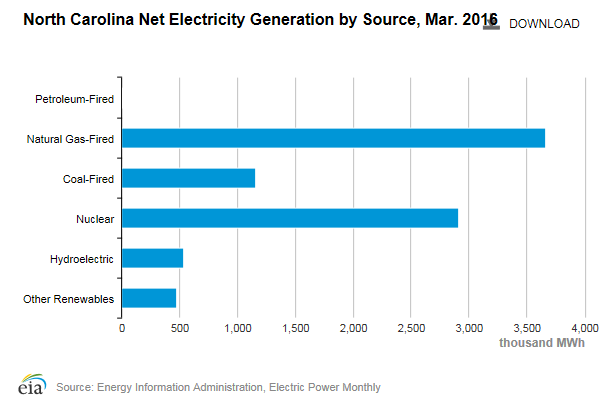 North Carolina Net Electricity Generation by Source, Mar. 2016
DOWNLOAD
Petroleum-Fired
Natural Gas-Fired
Coal-Fired
Nuclear
Hydroelectric
Other Renewables
0 500 1,000 1,500 2,000 2,500 3,000 3,500 4,000
thousand MWh
eia Source: Energy Information Administration, Electric Power Monthly